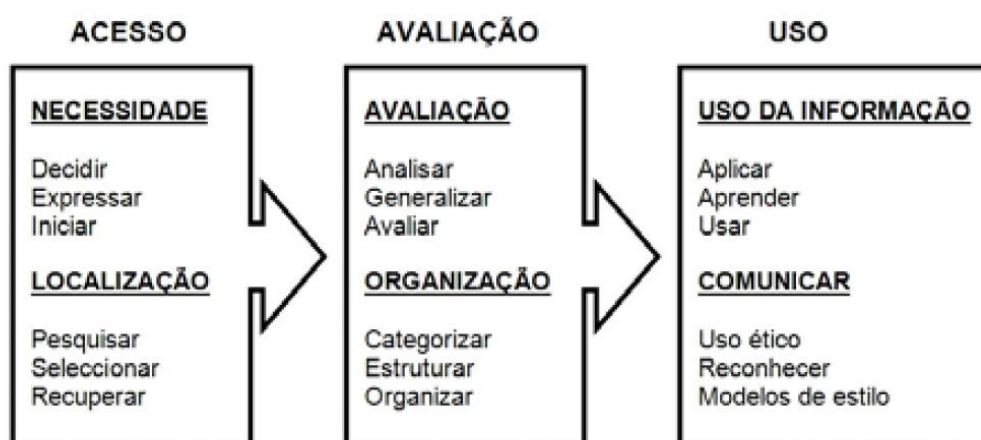 ACESSO
NECESSIDADE
Decidir
Expressar
Iniciar
LOCALIZAÇÃO
Pesquisar
Seleccionar
Recuperar
AVALIAÇÃO
AVALIAÇÃO
Analisar
Generalizar
Avaliar
ORGANIZAÇÃO
Categorizar
Estruturar
Organizar
USO
USO DA INFORMAÇÃO
Aplicar
Aprender
Usar
COMUNICAR
Uso ético
Reconhecer
Modelos de estilo